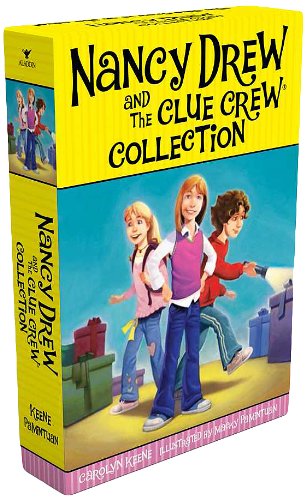 ALADDIN
NANCY DREW
AND THE CLUE CREW®
COLLECTION
NANCY DREW
AND
THE CLUE CREW
COLLECTION
KEENE
PAMINTUAN
CAROLYN KEENE ILLUSTRATED BY MACKY PAMINTUAN